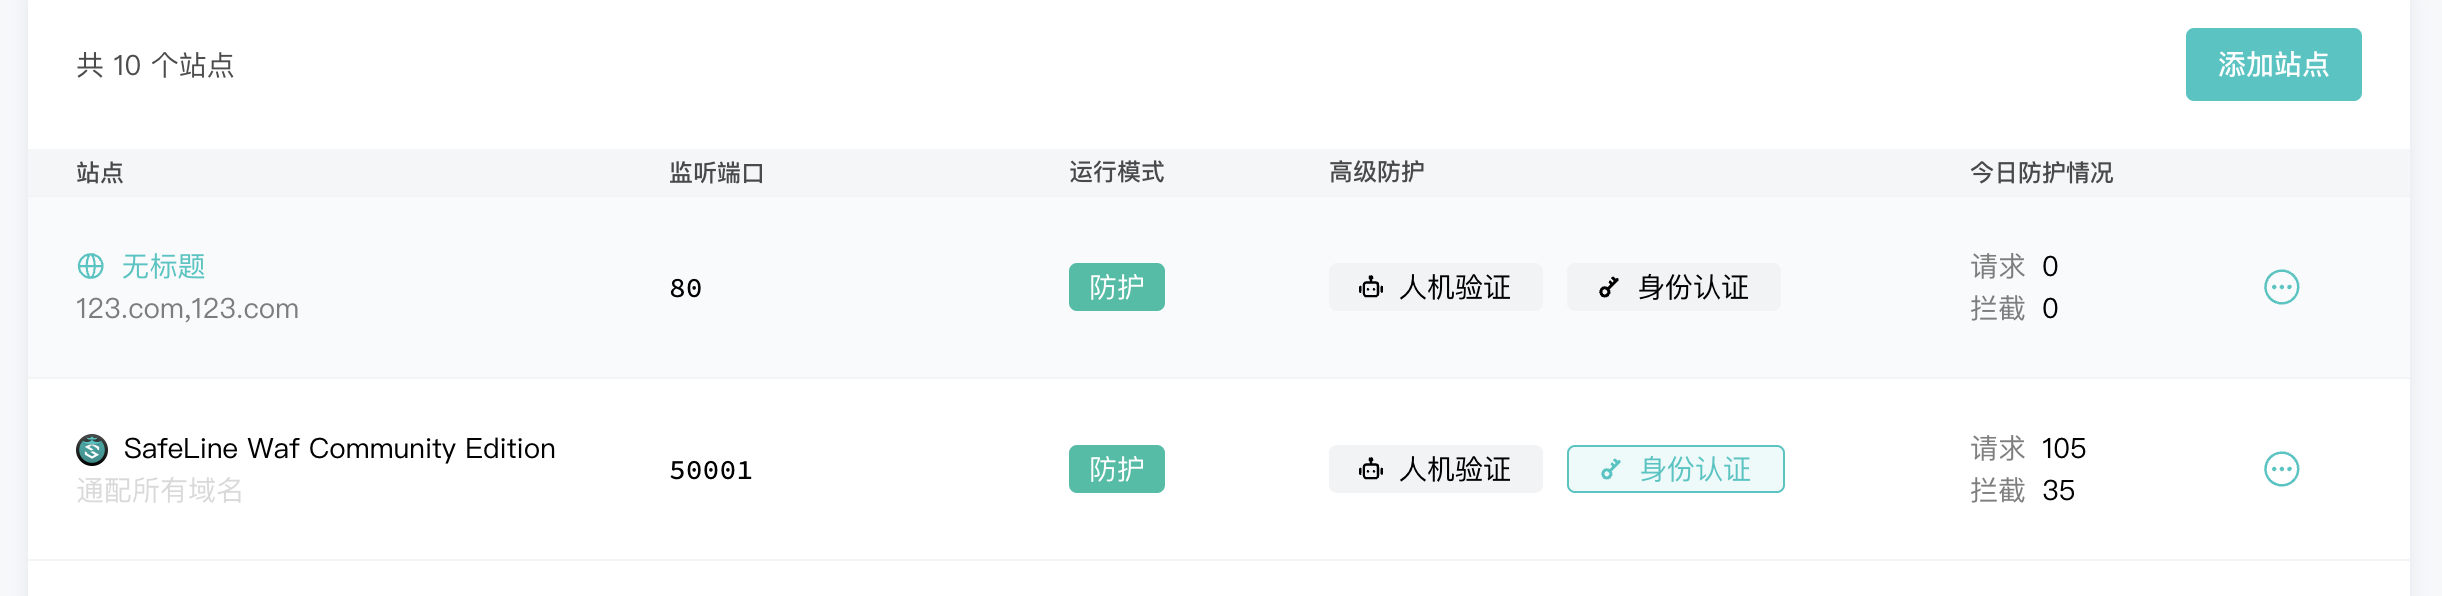 共 10 个站点
添加站点
站点 监听端口 运行模式 高级防护 今日防护情况
无标题
123.com,123.com
80
防护
人机验证 身份认证
请求 0
拦截 0
SafeLine Waf Community Edition
通配所有域名
50001
防护
人机验证 身份认证
请求 105
拦截 35